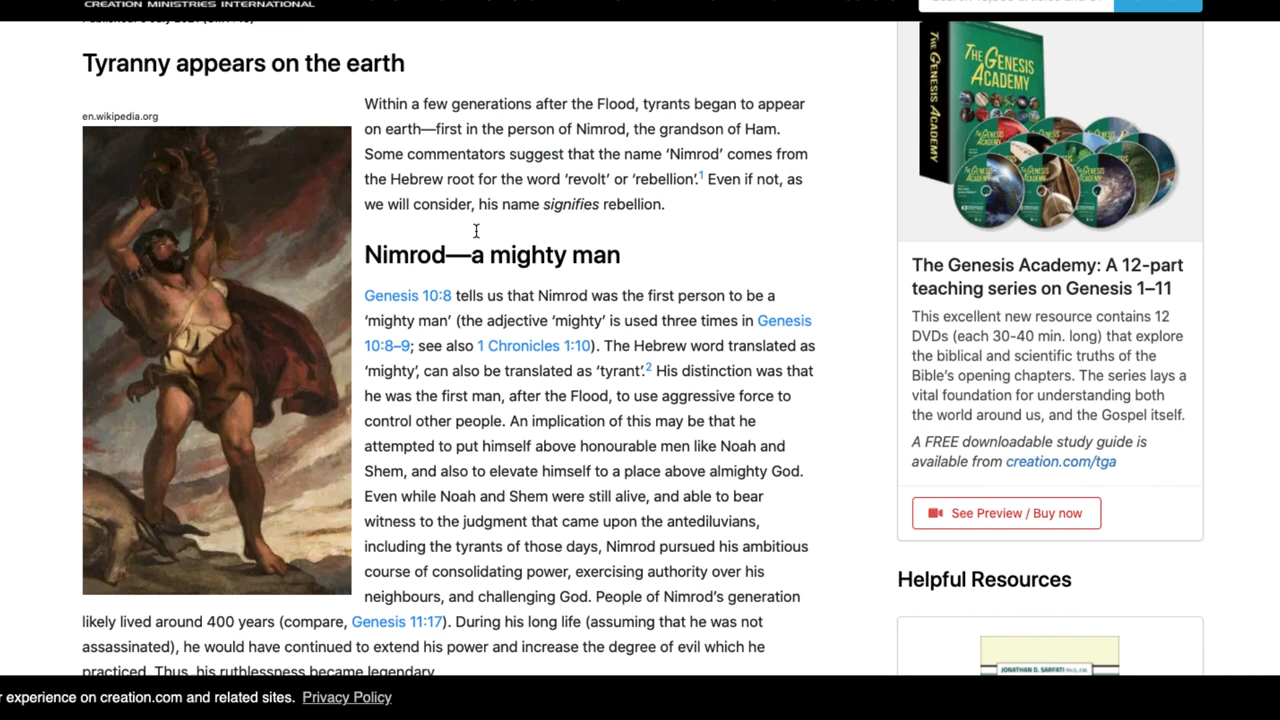 CREATION MINISTRIES INTERNATIONAL
Tyranny appears on the earth
en.wikipedia.org
Within a few generations after the Flood, tyrants began to appear
on earth—first in the person of Nimrod, the grandson of Ham.
Some commentators suggest that the name ‘Nimrod’ comes from
the Hebrew root for the word ‘revolt’ or ‘rebellion’.1 Even if not, as
we will consider, his name signifies rebellion.
Nimrod—a mighty man
Genesis 10:8 tells us that Nimrod was the first person to be a
‘mighty man’ (the adjective ‘mighty’ is used three times in Genesis
10:8–9; see also 1 Chronicles 1:10). The Hebrew word translated as
‘mighty’, can also be translated as ‘tyrant’.2 His distinction was that
he was the first man, after the Flood, to use aggressive force to
control other people. An implication of this may be that he
attempted to put himself above honourable men like Noah and
Shem, and also to elevate himself to a place above almighty God.
Even while Noah and Shem were still alive, and able to bear
witness to the judgment that came upon the antediluvians,
including the tyrants of those days, Nimrod pursued his ambitious
course of consolidating power, exercising authority over his
neighbours, and challenging God. People of Nimrod’s generation
likely lived around 400 years (compare, Genesis 11:17). During his long life (assuming that he was not
assassinated), he would have continued to extend his power and increase the degree of evil which he
practiced. Thus, his ruthlessness became legendary
THE GENESIS ACADEMY
THE GENESIS
ACADEMY
The Genesis Academy: A 12-part
teaching series on Genesis 1–11
This excellent new resource contains 12
DVDs (each 30-40 min. long) that explore
the biblical and scientific truths of the
Bible’s opening chapters. The series lays a
vital foundation for understanding both
the world around us, and the Gospel itself.
A FREE downloadable study guide is
available from creation.com/tga
See Preview / Buy now
Helpful Resources
JONATHAN D. SARFATI
r experience on creation.com and related sites. Privacy Policy